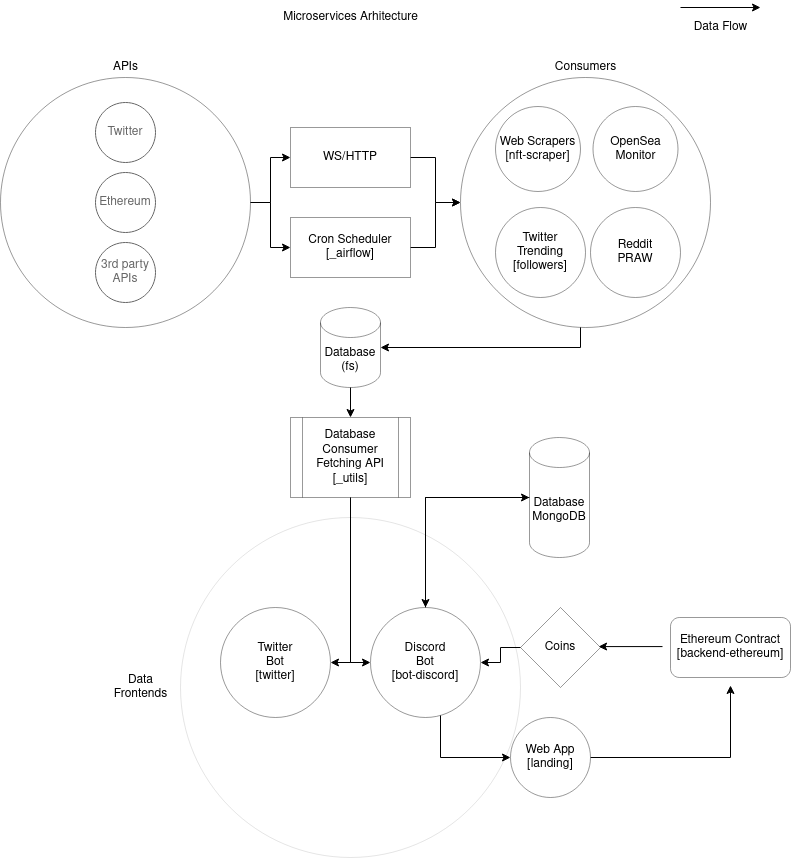 Microservices Arhitecture
Data Flow
APIs
Consumers
Twitter
Ethereum
3rd party
APIs
WS/HTTP
Cron Scheduler
[_airflow]
Web Scrapers
[nft-scraper]
OpenSea
Monitor
Twitter
Trending
[followers]
Reddit
PRAW
Database
(fs)
Database
Consumer
Fetching API
[_utils]
Database
MongoDB
Data
Frontends
Twitter
Bot
[twitter]
Discord
Bot
[bot-discord]
Coins
Ethereum Contract
[backend-ethereum]
Web App
[landing]